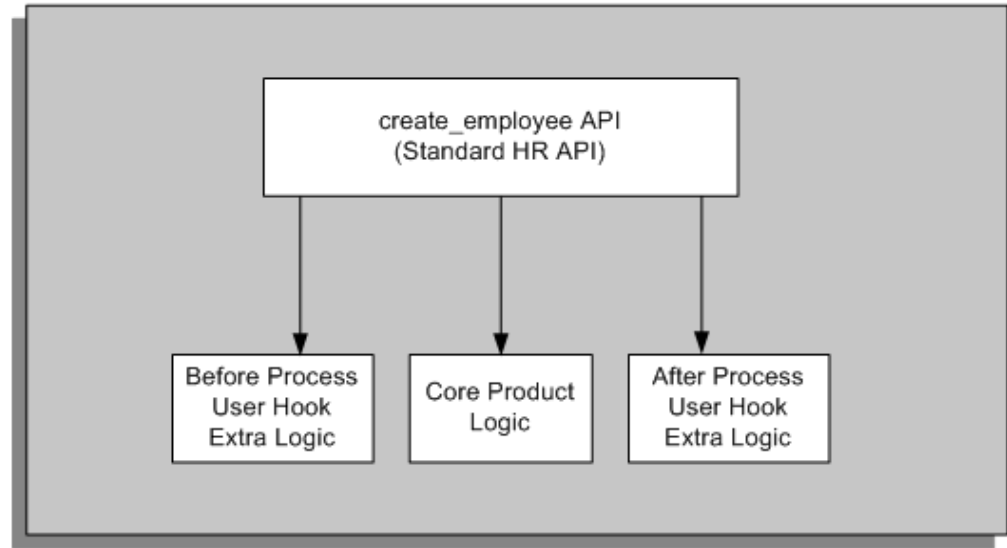 create_employee API
(Standard HR API)
Before Process
User Hook
Extra Logic
Core Product
Logic
After Process
User Hook
Extra Logic